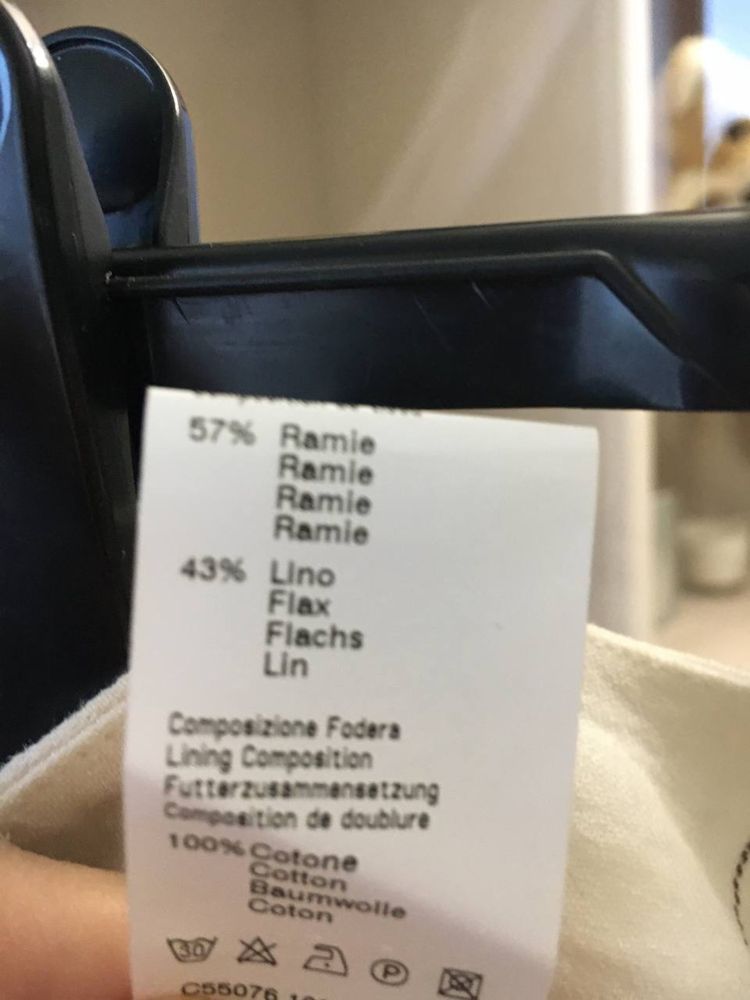 57% Ramie
Ramie
Ramie
Ramie
43% Lino
Flax
Flachs
Lin
Composizione Fodera
Lining Composition
Futterzusammensetzung
Composition de doublure
100% Cotone
Cotton
Baumwolle
Coton
30 P
C55076